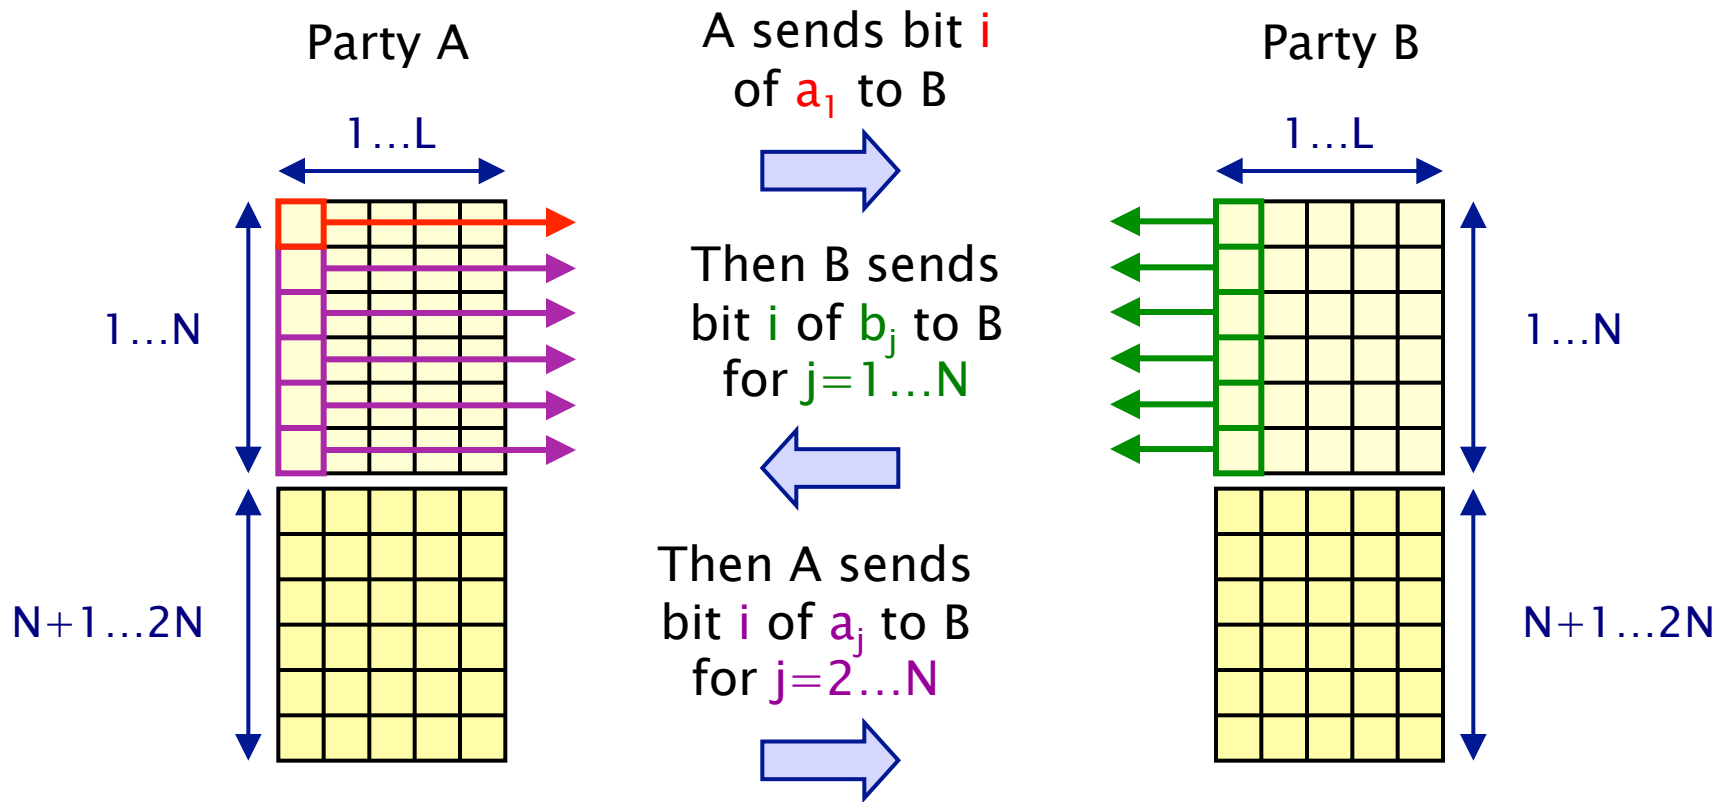 Party A
A sends bit i
of a₁ to B
Party B
1...L
1...L
Then B sends
bit i of bⱼ to B
for j=1...N
1...N
1...N
Then A sends
bit i of aⱼ to B
for j=2...N
N+1...2N
N+1...2N